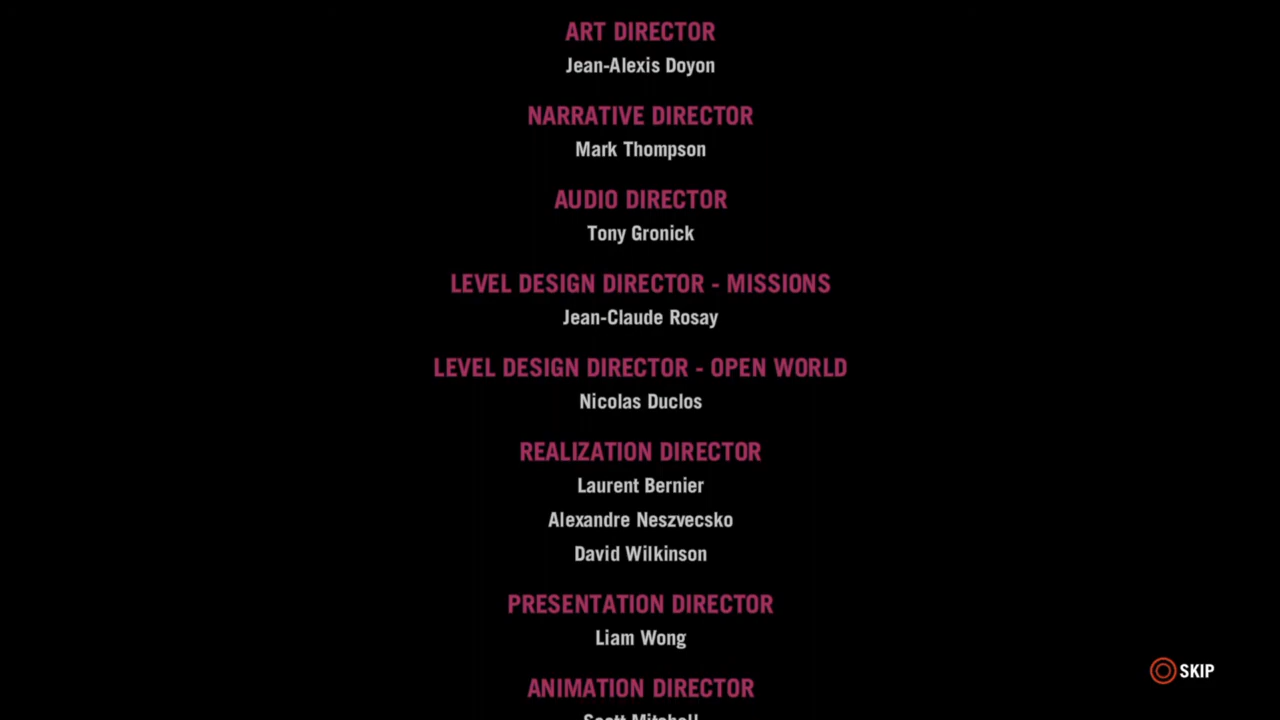 ART DIRECTOR
Jean-Alexis Doyon
NARRATIVE DIRECTOR
Mark Thompson
AUDIO DIRECTOR
Tony Gronick
LEVEL DESIGN DIRECTOR - MISSIONS
Jean-Claude Rosay
LEVEL DESIGN DIRECTOR - OPEN WORLD
Nicolas Duclos
REALIZATION DIRECTOR
Laurent Bernier
Alexandre Neszvecsko
David Wilkinson
PRESENTATION DIRECTOR
Liam Wong
SKIP
ANIMATION DIRECTOR
Scott Mitchell